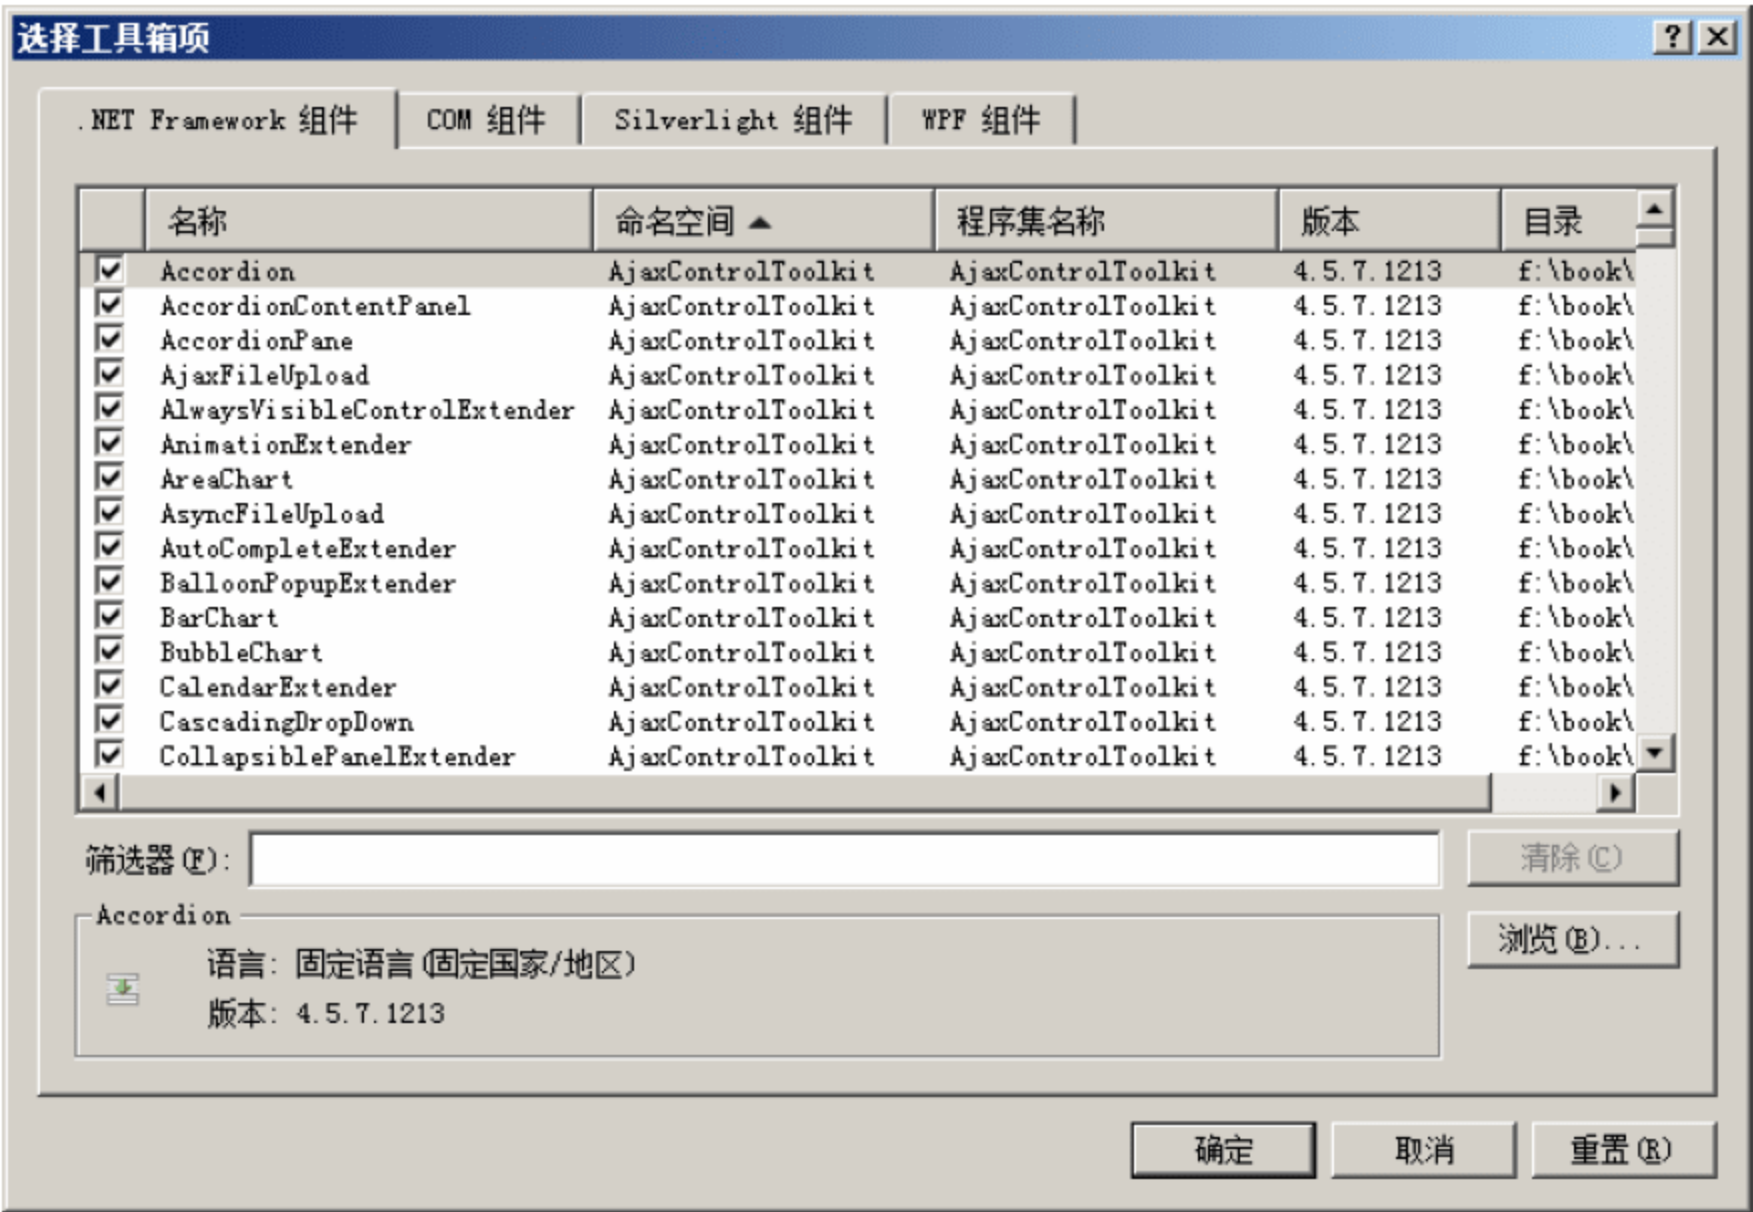 选择工具箱项
.NET Framework 组件 COM 组件 Silverlight 组件 WPF 组件
名称 命名空间 程序集名称 版本 目录
Accordion AjaxControlToolkit AjaxControlToolkit 4.5.7.1213 f:\book\
AccordionContentPanel AjaxControlToolkit AjaxControlToolkit 4.5.7.1213 f:\book\
AccordionPane AjaxControlToolkit AjaxControlToolkit 4.5.7.1213 f:\book\
AjaxFileUpload AjaxControlToolkit AjaxControlToolkit 4.5.7.1213 f:\book\
AlwaysVisibleControlExtender AjaxControlToolkit AjaxControlToolkit 4.5.7.1213 f:\book\
AnimationExtender AjaxControlToolkit AjaxControlToolkit 4.5.7.1213 f:\book\
AreaChart AjaxControlToolkit AjaxControlToolkit 4.5.7.1213 f:\book\
AsyncFileUpload AjaxControlToolkit AjaxControlToolkit 4.5.7.1213 f:\book\
AutoCompleteExtender AjaxControlToolkit AjaxControlToolkit 4.5.7.1213 f:\book\
BalloonPopupExtender AjaxControlToolkit AjaxControlToolkit 4.5.7.1213 f:\book\
BarChart AjaxControlToolkit AjaxControlToolkit 4.5.7.1213 f:\book\
BubbleChart AjaxControlToolkit AjaxControlToolkit 4.5.7.1213 f:\book\
CalendarExtender AjaxControlToolkit AjaxControlToolkit 4.5.7.1213 f:\book\
CascadingDropDown AjaxControlToolkit AjaxControlToolkit 4.5.7.1213 f:\book\
CollapsiblePanelExtender AjaxControlToolkit AjaxControlToolkit 4.5.7.1213 f:\book\
筛选器(F): 清除(C)
Accordion
浏览(B)...
语言: 固定语言(固定国家/地区)
版本: 4.5.7.1213
确定 取消 重置(R)